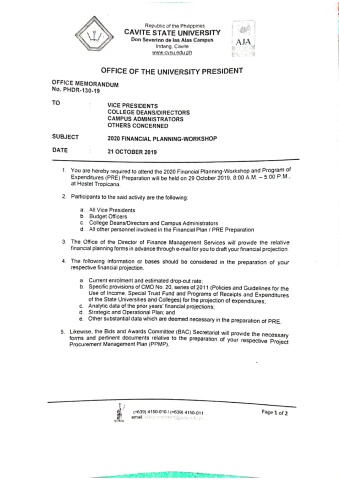 Republic of the Philippines
CAVITE STATE UNIVERSITY
Don Severino de las Alas Campus
Indang, Cavite
www.cvsu.edu.ph
AJA
OFFICE OF THE UNIVERSITY PRESIDENT
OFFICE MEMORANDUM
No. PHDR-130-19
TO : VICE PRESIDENTS
COLLEGE DEANS/DIRECTORS
CAMPUS ADMINISTRATORS
OTHERS CONCERNED
SUBJECT : 2020 FINANCIAL PLANNING-WORKSHOP
DATE : 21 OCTOBER 2019
1. You are hereby required to attend the 2020 Financial Planning-Workshop and Program of
Expenditures (PRE) Preparation will be held on 29 October 2019, 8:00 A.M. – 5:00 P.M.,
at Hostel Tropicana.
2. Participants to the said activity are the following:
a. All Vice Presidents
b. Budget Officers
c. College Deans/Directors and Campus Administrators
d. All other personnel involved in the Financial Plan / PRE Preparation
3. The Office of the Director of Finance Management Services will provide the relative
financial planning forms in advance through e-mail for you to draft your financial projection.
4. The following information or bases should be considered in the preparation of your
respective financial projection.
a. Current enrollment and estimated drop-out rate;
b. Specific provisions of CMO No. 20, series of 2011 (Policies and Guidelines for the
Use of Income, Special Trust Fund and Programs of Receipts and Expenditures
of the State Universities and Colleges) for the projection of expenditures;
c. Analytic data of the prior years' financial projections;
d. Strategic and Operational Plan; and
e. Other substantial data which are deemed necessary in the preparation of PRE.
5. Likewise, the Bids and Awards Committee (BAC) Secretariat will provide the necessary
forms and pertinent documents relative to the preparation of your respective Project
Procurement Management Plan (PPMP).
(+639) 4150-010 / (+639) 4150-011
email
Page 1 of 2